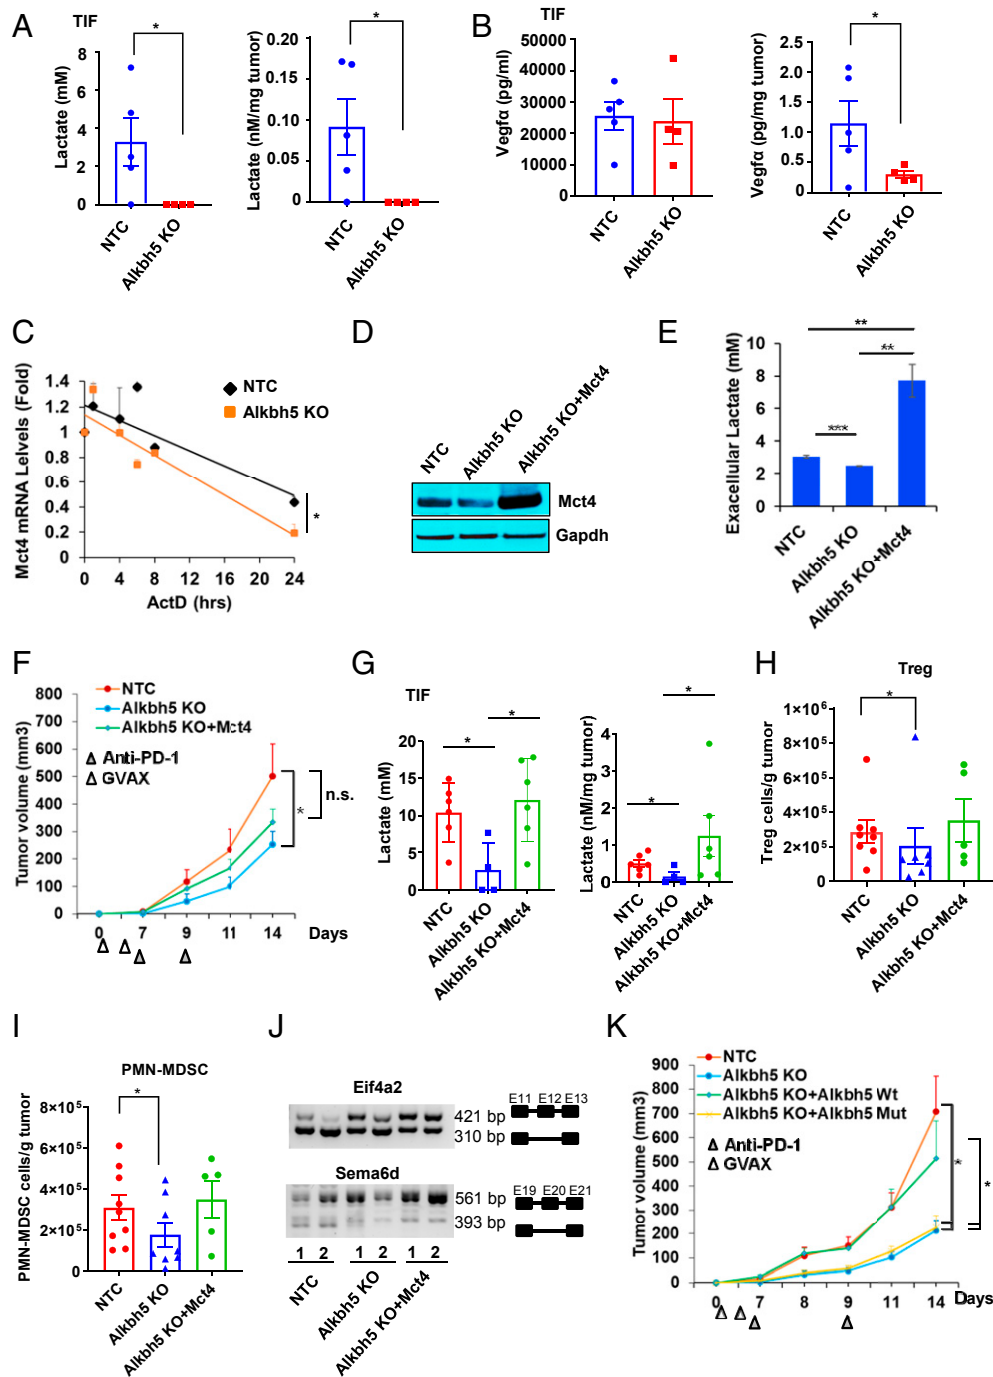 A
TIF
Lactate (mM)
8
6
4
2
0
NTC
Alkbh5 KO
*
Lactate (nM/mg tumor)
0.20
0.15
0.10
0.05
0.00
NTC
Alkbh5 KO
*
B
TIF
Vegfα (pg/ml)
50000
40000
30000
20000
10000
0
NTC
Alkbh5 KO
Vegfα (pg/mg tumor)
2.5
2.0
1.5
1.0
0.5
0
NTC
Alkbh5 KO
*
C
Mct4 mRNA Lelvels (Fold)
1.4
1.2
1
0.8
0.6
0.4
0.2
0
0 4 8 12 16 20 24
ActD (hrs)
NTC
Alkbh5 KO
*
D
NTC
Alkbh5 KO
Alkbh5 KO+Mct4
Mct4
Gapdh
E
Exacellular Lactate (mM)
10
8
6
4
2
0
**
**
***
NTC
Alkbh5 KO
Alkbh5 KO+Mct4
F
Tumor volume (mm3)
800
700
600
500
400
300
200
100
0
NTC
Alkbh5 KO
Alkbh5 KO+Mct4
Δ Anti-PD-1
Δ GVAX
* n.s.
0 7 9 11 14 Days
G
TIF
Lactate (mM)
20
15
10
5
0
*
*
NTC
Alkbh5 KO
Alkbh5 KO+Mct4
Lactate (nM/mg tumor)
4
3
2
1
0
*
*
NTC
Alkbh5 KO
Alkbh5 KO+Mct4
H
Treg
Treg cells/g tumor
1×10⁶
8×10⁵
6×10⁵
4×10⁵
2×10⁵
0
*
NTC
Alkbh5 KO
Alkbh5 KO+Mct4
I
PMN-MDSC
PMN-MDSC cells/g tumor
8×10⁵
6×10⁵
4×10⁵
2×10⁵
0
*
NTC
Alkbh5 KO
Alkbh5 KO+Mct4
J
Eif4a2
421 bp
310 bp
E11 E12 E13
Sema6d
561 bp
393 bp
E19 E20 E21
1 2 1 2 1 2
NTC
Alkbh5 KO
Alkbh5 KO+Mct4
K
Tumor volume (mm3)
900
800
700
600
500
400
300
200
100
0
NTC
Alkbh5 KO
Alkbh5 KO+Alkbh5 Wt
Alkbh5 KO+Alkbh5 Mut
Δ Anti-PD-1
Δ GVAX
* *
0 7 8 9 11 14 Days